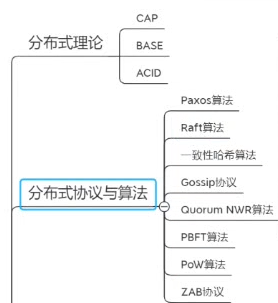 分布式理论
CAP
BASE
ACID
分布式协议与算法
Paxos算法
Raft算法
一致性哈希算法
Gossip协议
Quorum NWR算法
PBFT算法
PoW算法
ZAB协议